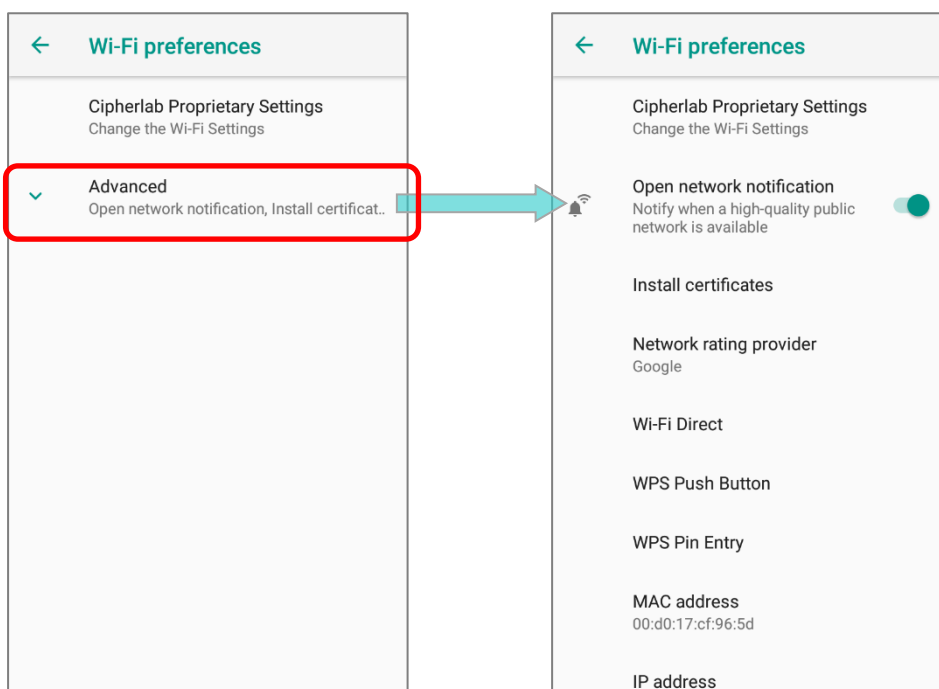 Wi-Fi preferences
Cipherlab Proprietary Settings
Change the Wi-Fi Settings
Advanced
Open network notification, Install certificat..
Wi-Fi preferences
Cipherlab Proprietary Settings
Change the Wi-Fi Settings
Open network notification
Notify when a high-quality public
network is available
Install certificates
Network rating provider
Google
Wi-Fi Direct
WPS Push Button
WPS Pin Entry
MAC address
00:d0:17:cf:96:5d
IP address